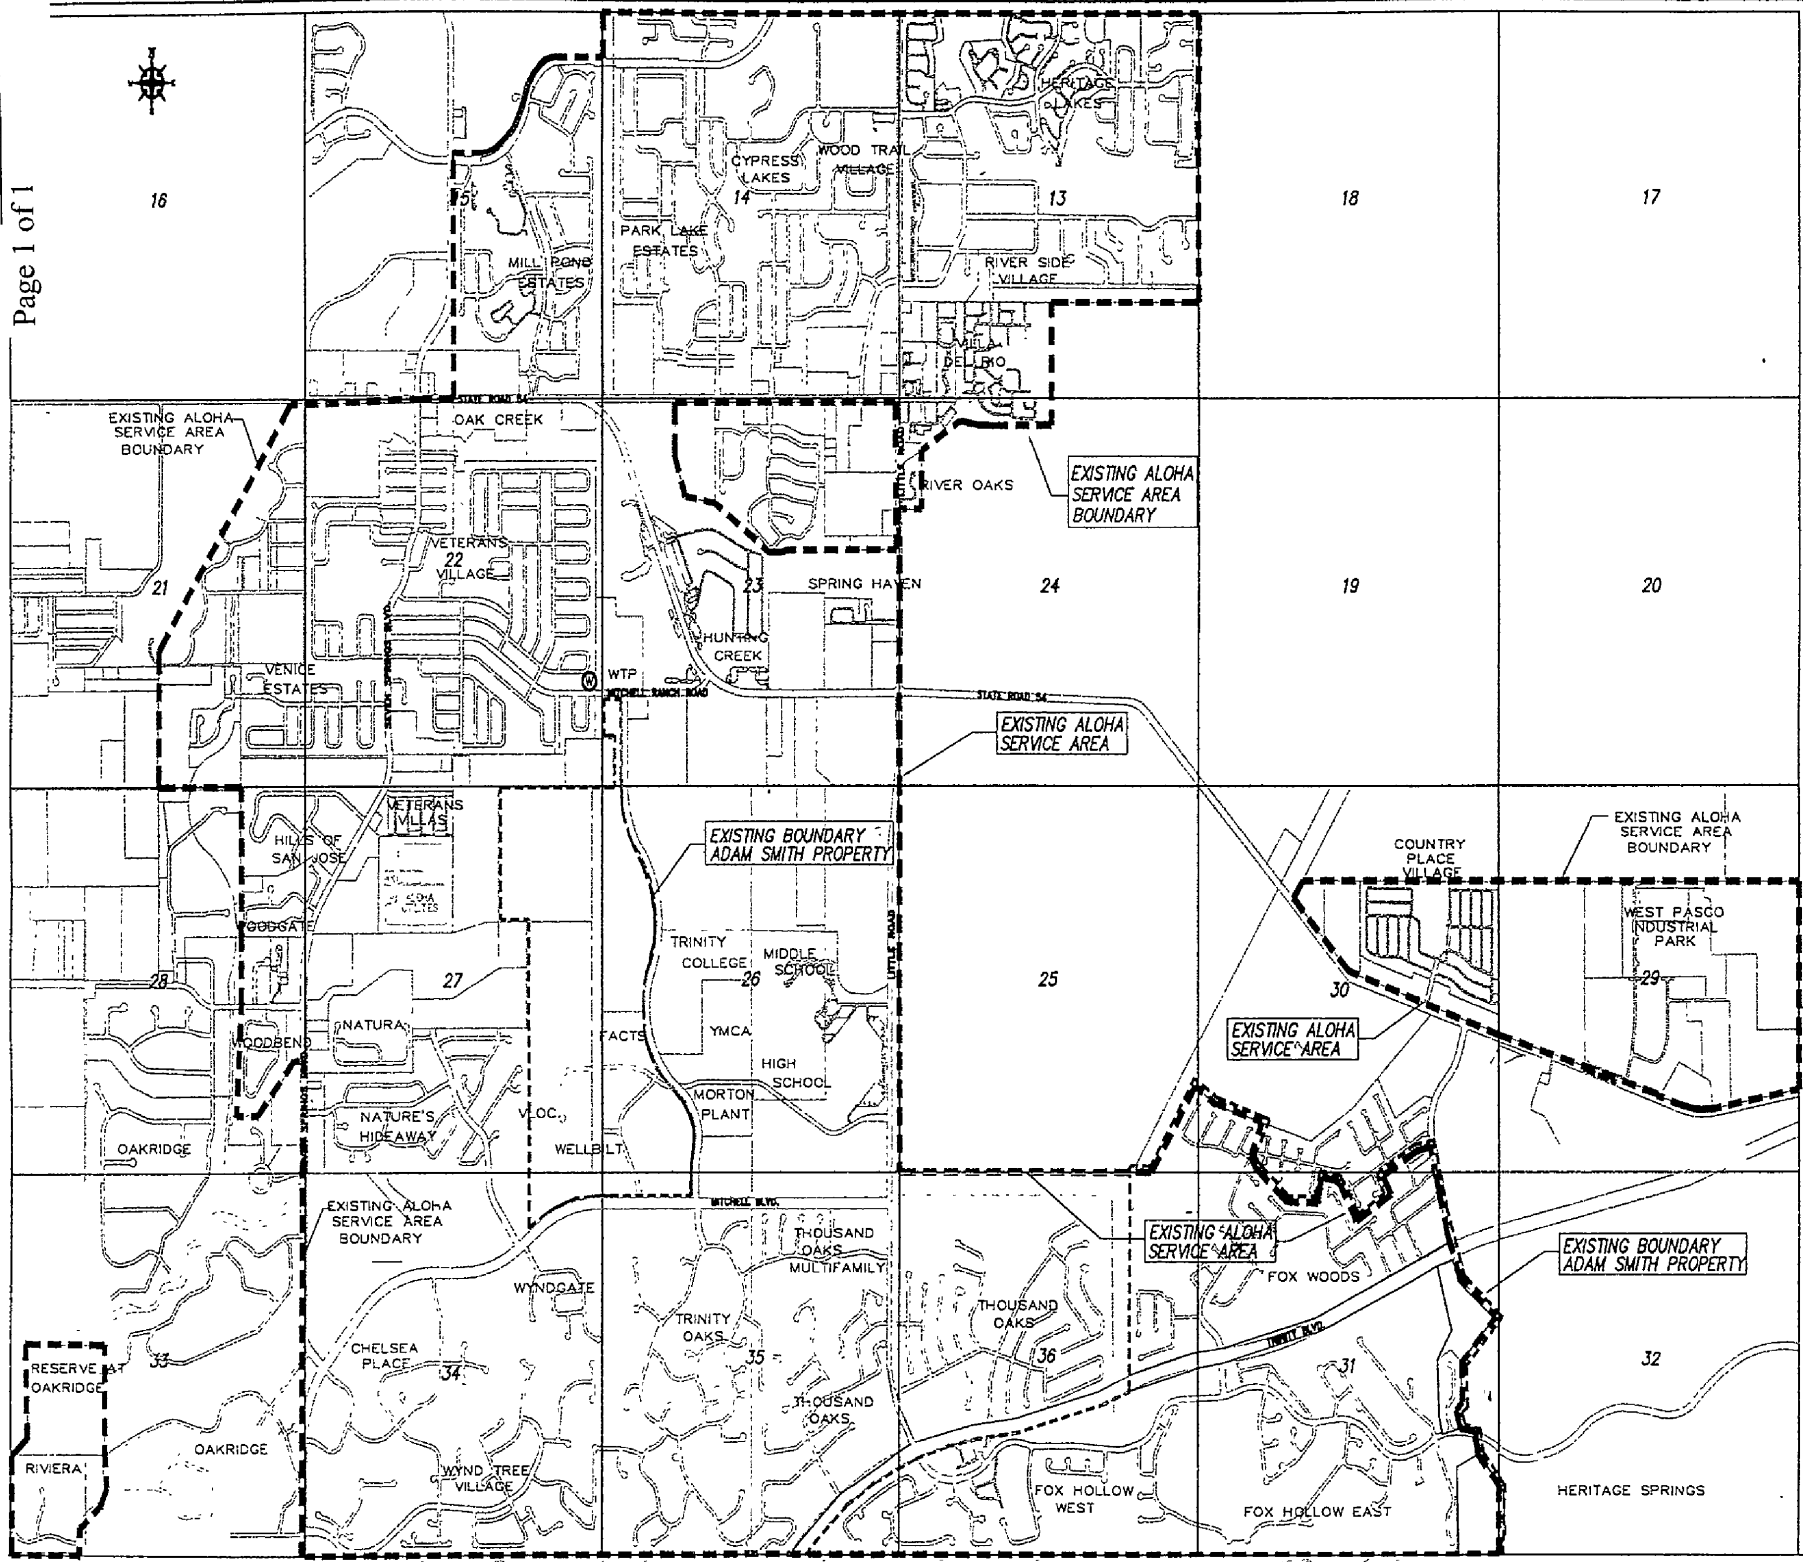 Page 1 of 1
16
15
14
13
18
17
HERITAGE
LAKES
WOOD TRAIL
VILLAGE
CYPRESS
LAKES
PARK LAKE
ESTATES
MILL POND
ESTATES
RIVER SIDE
VILLAGE
VILLA
DEL RIO
STATE ROAD 54
OAK CREEK
EXISTING ALOHA
SERVICE AREA
BOUNDARY
LITTLE ROAD
RIVER OAKS
EXISTING ALOHA
SERVICE AREA
BOUNDARY
VETERANS
VILLAGE
22
21
23
SPRING HAVEN
24
19
20
SEVEN SPRINGS BLVD.
HUNTING
CREEK
VENICE
ESTATES
W
WTP
MITCHELL RANCH ROAD
STATE ROAD 54
EXISTING ALOHA
SERVICE AREA
VETERANS
VILLAS
HILLS OF
SAN JOSE
EXISTING BOUNDARY
ADAM SMITH PROPERTY
COUNTRY
PLACE
VILLAGE
EXISTING ALOHA
SERVICE AREA
BOUNDARY
WOODGATE
WEST PASCO
INDUSTRIAL
PARK
LITTLE ROAD
TRINITY
COLLEGE
MIDDLE
SCHOOL
28
27
26
25
30
29
NATURA
WOODBEND
FACTS
YMCA
EXISTING ALOHA
SERVICE AREA
HIGH
SCHOOL
MORTON
PLANT
NATURE'S
HIDEAWAY
VLOC
WELLBILT
OAKRIDGE
MITCHELL BLVD.
EXISTING ALOHA
SERVICE AREA
BOUNDARY
THOUSAND
OAKS
MULTIFAMILY
EXISTING ALOHA
SERVICE AREA
EXISTING BOUNDARY
ADAM SMITH PROPERTY
FOX WOODS
WYNDGATE
TRINITY
OAKS
THOUSAND
OAKS
TRINITY BLVD.
CHELSEA
PLACE
RESERVE AT
OAKRIDGE
33
34
35
36
31
32
THOUSAND
OAKS
OAKRIDGE
RIVIERA
WYND TREE
VILLAGE
FOX HOLLOW
WEST
FOX HOLLOW EAST
HERITAGE SPRINGS